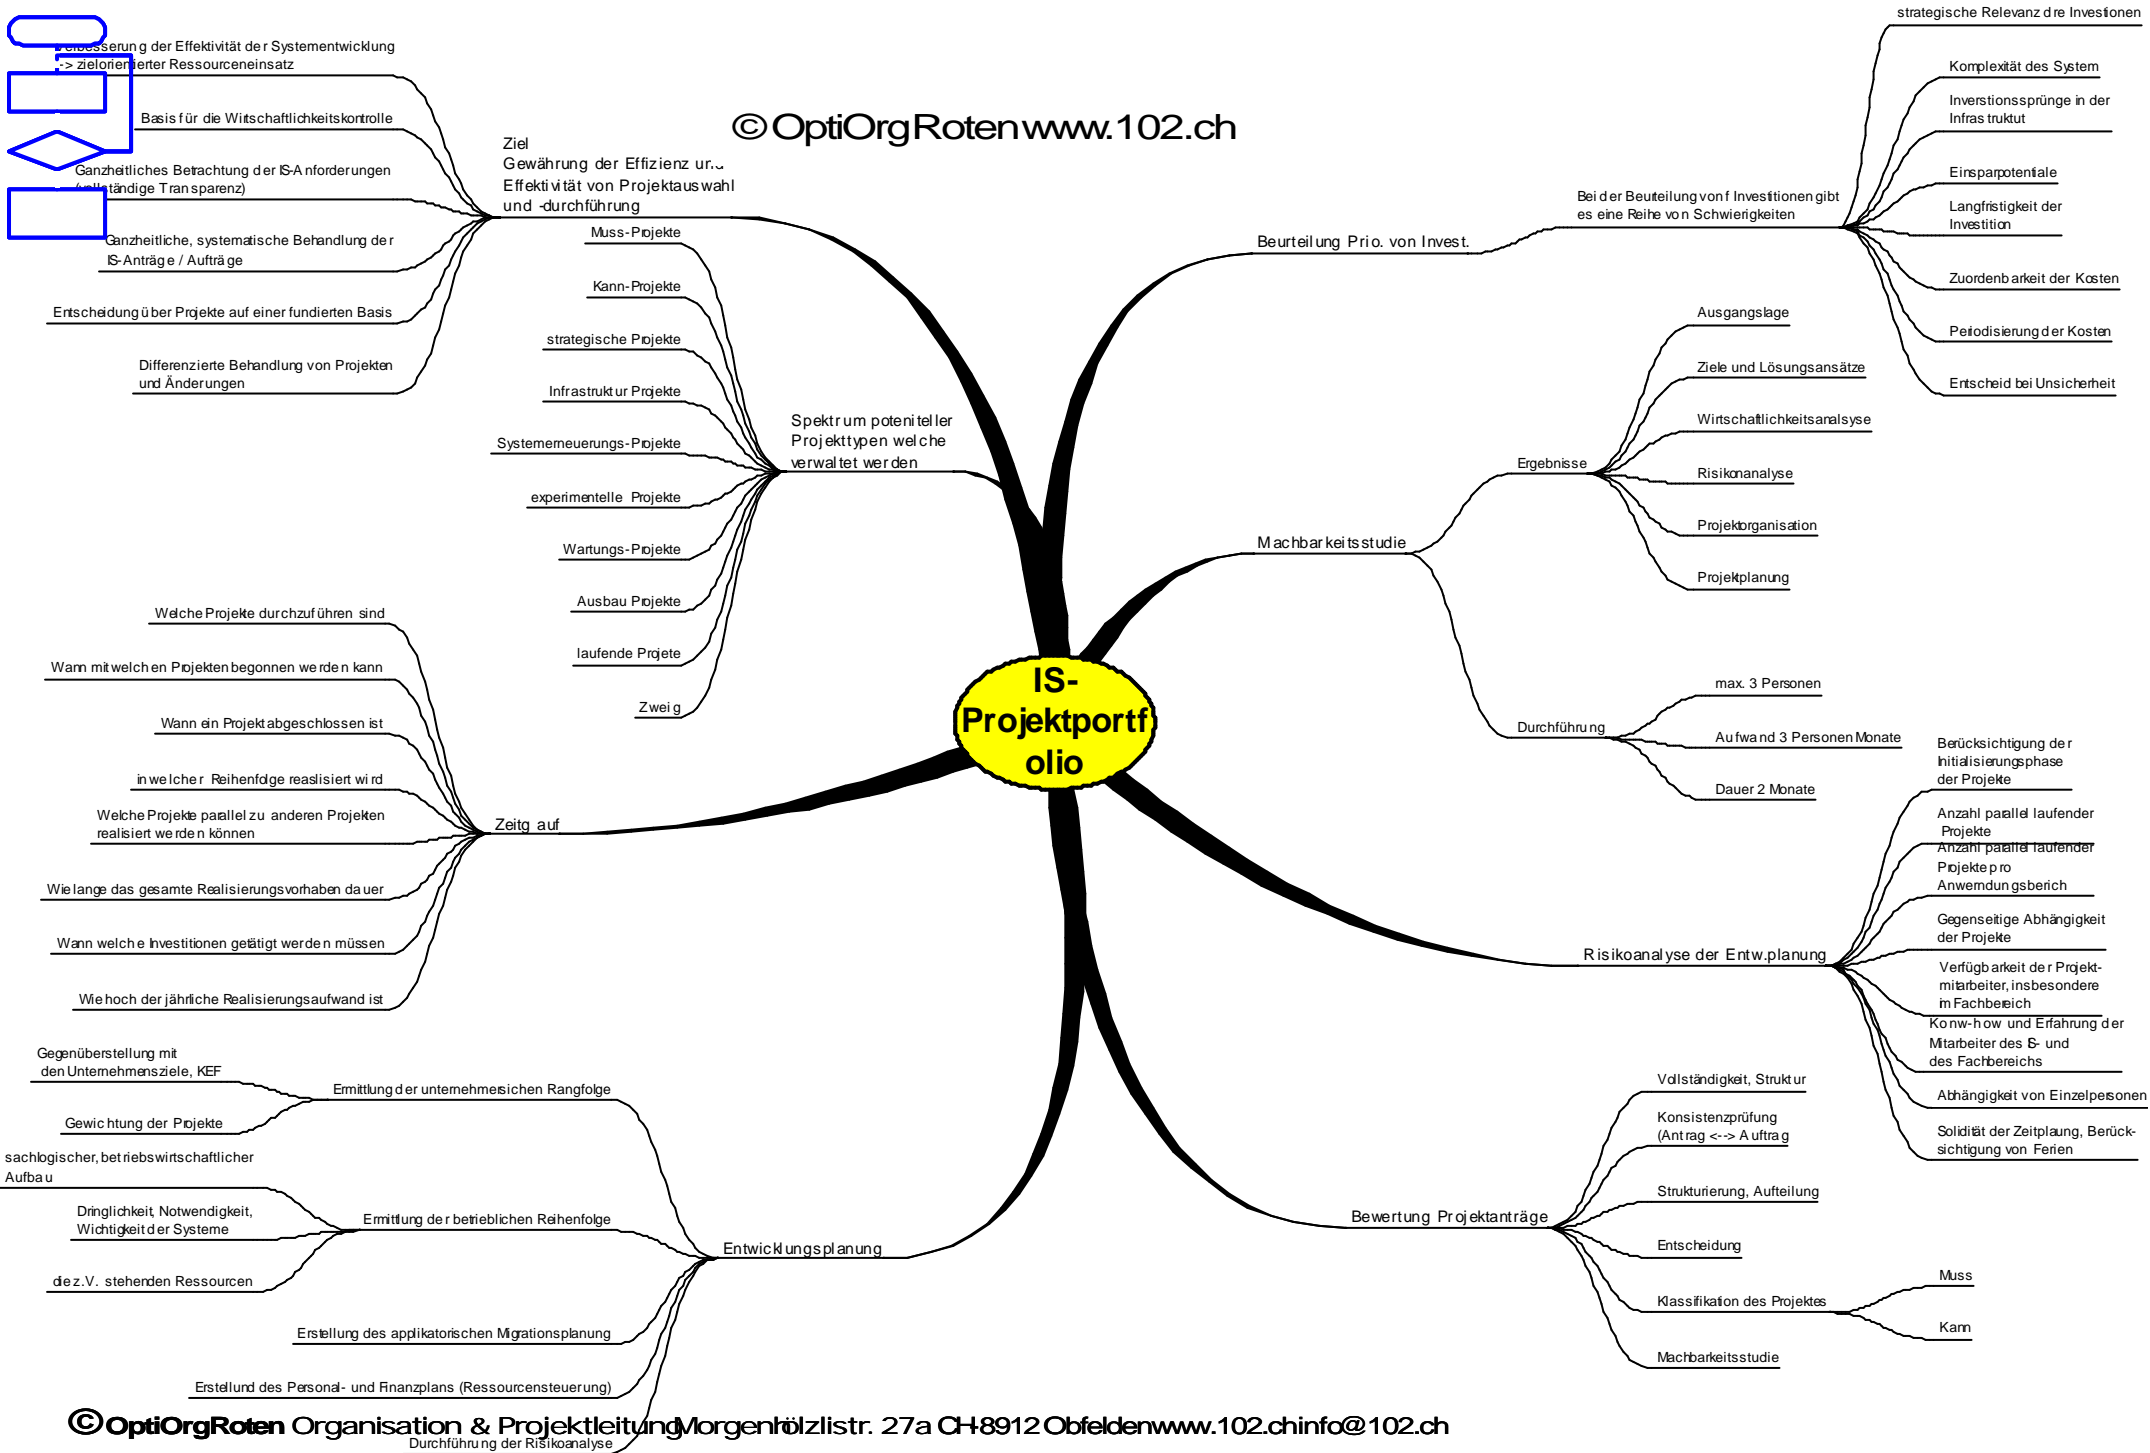 Verbesserung der Effektivität der Systementwicklung
-> zielorientierter Ressourceneinsatz
Basis für die Wirtschaftlichkeitskontrolle
Ganzheitliches Betrachtung der IS-Anforderungen
(vollständige Transparenz)
Ganzheitliche, systematische Behandlung der
IS-Anträge / Aufträge
Entscheidung über Projekte auf einer fundierten Basis
Differenzierte Behandlung von Projekten
und Änderungen
Ziel
Gewährung der Effizienz und
Effektivität von Projektauswahl
und -durchführung
© OptiOrg Roten www.102.ch
Muss-Projekte
Kann-Projekte
strategische Projekte
Infrastruktur Projekte
Systemerneuerungs-Projekte
experimentelle Projekte
Wartungs-Projekte
Ausbau Projekte
laufende Projete
Zweig
Spektrum poteniteller
Projekttypen welche
verwaltet werden
Welche Projekte durchzuführen sind
Wann mit welchen Projekten begonnen werden kann
Wann ein Projekt abgeschlossen ist
in welcher Reihenfolge reaslisiert wird
Welche Projekte parallel zu anderen Projekten
realisiert werden können
Wie lange das gesamte Realisierungsvorhaben dauer
Wann welche Investitionen getätigt werden müssen
Wie hoch der jährliche Realisierungsaufwand ist
Zeitg auf
IS-
Projektportf
olio
Gegenüberstellung mit
den Unternehmensziele, KEF
Gewichtung der Projekte
Ermittlung der unternehmersichen Rangfolge
sachlogischer, betriebswirtschaftlicher
Aufbau
Dringlichkeit, Notwendigkeit,
Wichtigkeit der Systeme
die z.V. stehenden Ressourcen
Ermittlung der betrieblichen Reihenfolge
Erstellung des applikatorischen Migrationsplanung
Erstellund des Personal- und Finanzplans (Ressourcensteuerung)
Durchführung der Risikoanalyse
Entwicklungsplanung
strategische Relevanz dre Investionen
Komplexität des System
Inverstionssprünge in der
Infrastruktut
Einsparpotentiale
Langfristigkeit der
Investition
Zuordenbarkeit der Kosten
Periodisierung der Kosten
Entscheid bei Unsicherheit
Bei der Beurteilung von f Investitionen gibt
es eine Reihe von Schwierigkeiten
Beurteilung Prio. von Invest.
Machbarkeitsstudie
Ergebnisse
Ausgangslage
Ziele und Lösungsansätze
Wirtschaftlichkeitsanalsyse
Risikonanalyse
Projektorganisation
Projektplanung
Durchführung
max. 3 Personen
Aufwand 3 Personen Monate
Dauer 2 Monate
Risikoanalyse der Entw.planung
Berücksichtigung der
Initialisierungsphase
der Projekte
Anzahl parallel laufender
Projekte
Anzahl parallel laufender
Projekte pro
Anwerndungsberich
Gegenseitige Abhängigkeit
der Projekte
Verfügbarkeit der Projekt-
mitarbeiter, insbesondere
im Fachbereich
Konw-how und Erfahrung der
Mitarbeiter des IS- und
des Fachbereichs
Abhängigkeit von Einzelpersonen
Solidität der Zeitplaung, Berück-
sichtigung von Ferien
Bewertung Projektanträge
Vollständigkeit, Struktur
Konsistenzprüfung
(Antrag <--> Auftrag
Strukturierung, Aufteilung
Entscheidung
Klassifikation des Projektes
Muss
Kann
Machbarkeitsstudie
© OptiOrg Roten Organisation & Projektleitung Morgenhölzlistr. 27a CH-8912 Obfelden www.102.ch info@102.ch